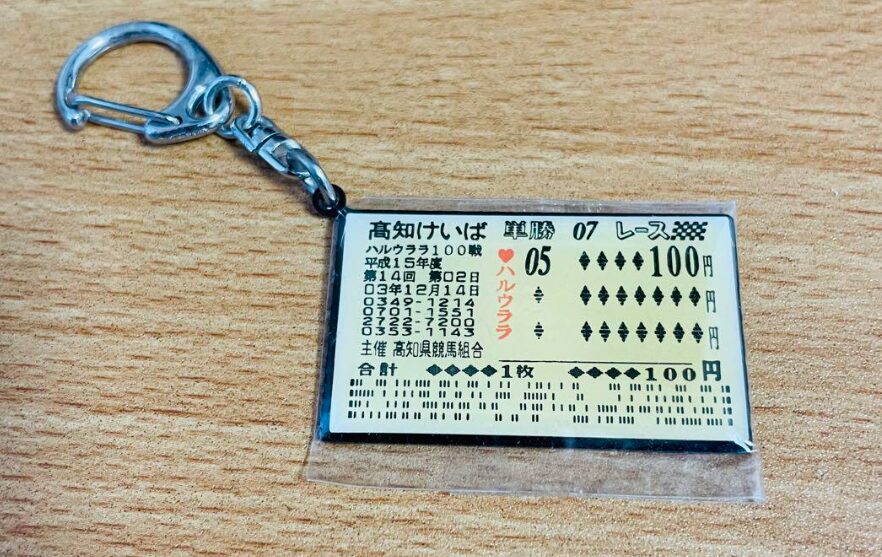 高知けいば 単勝 07 レース
ハルウララ100戦
平成15年度
第14回 第02日
03年12月14日
0349-1214
0701-1551
2722-7200
0353-1143
主催 高知県競馬組合
♥ハルウララ
05 ♦♦♦♦100円
♦ ♦♦♦♦♦♦♦円
♦ ♦♦♦♦♦♦♦円
合計 ♦♦♦♦1枚 ♦♦♦♦100円